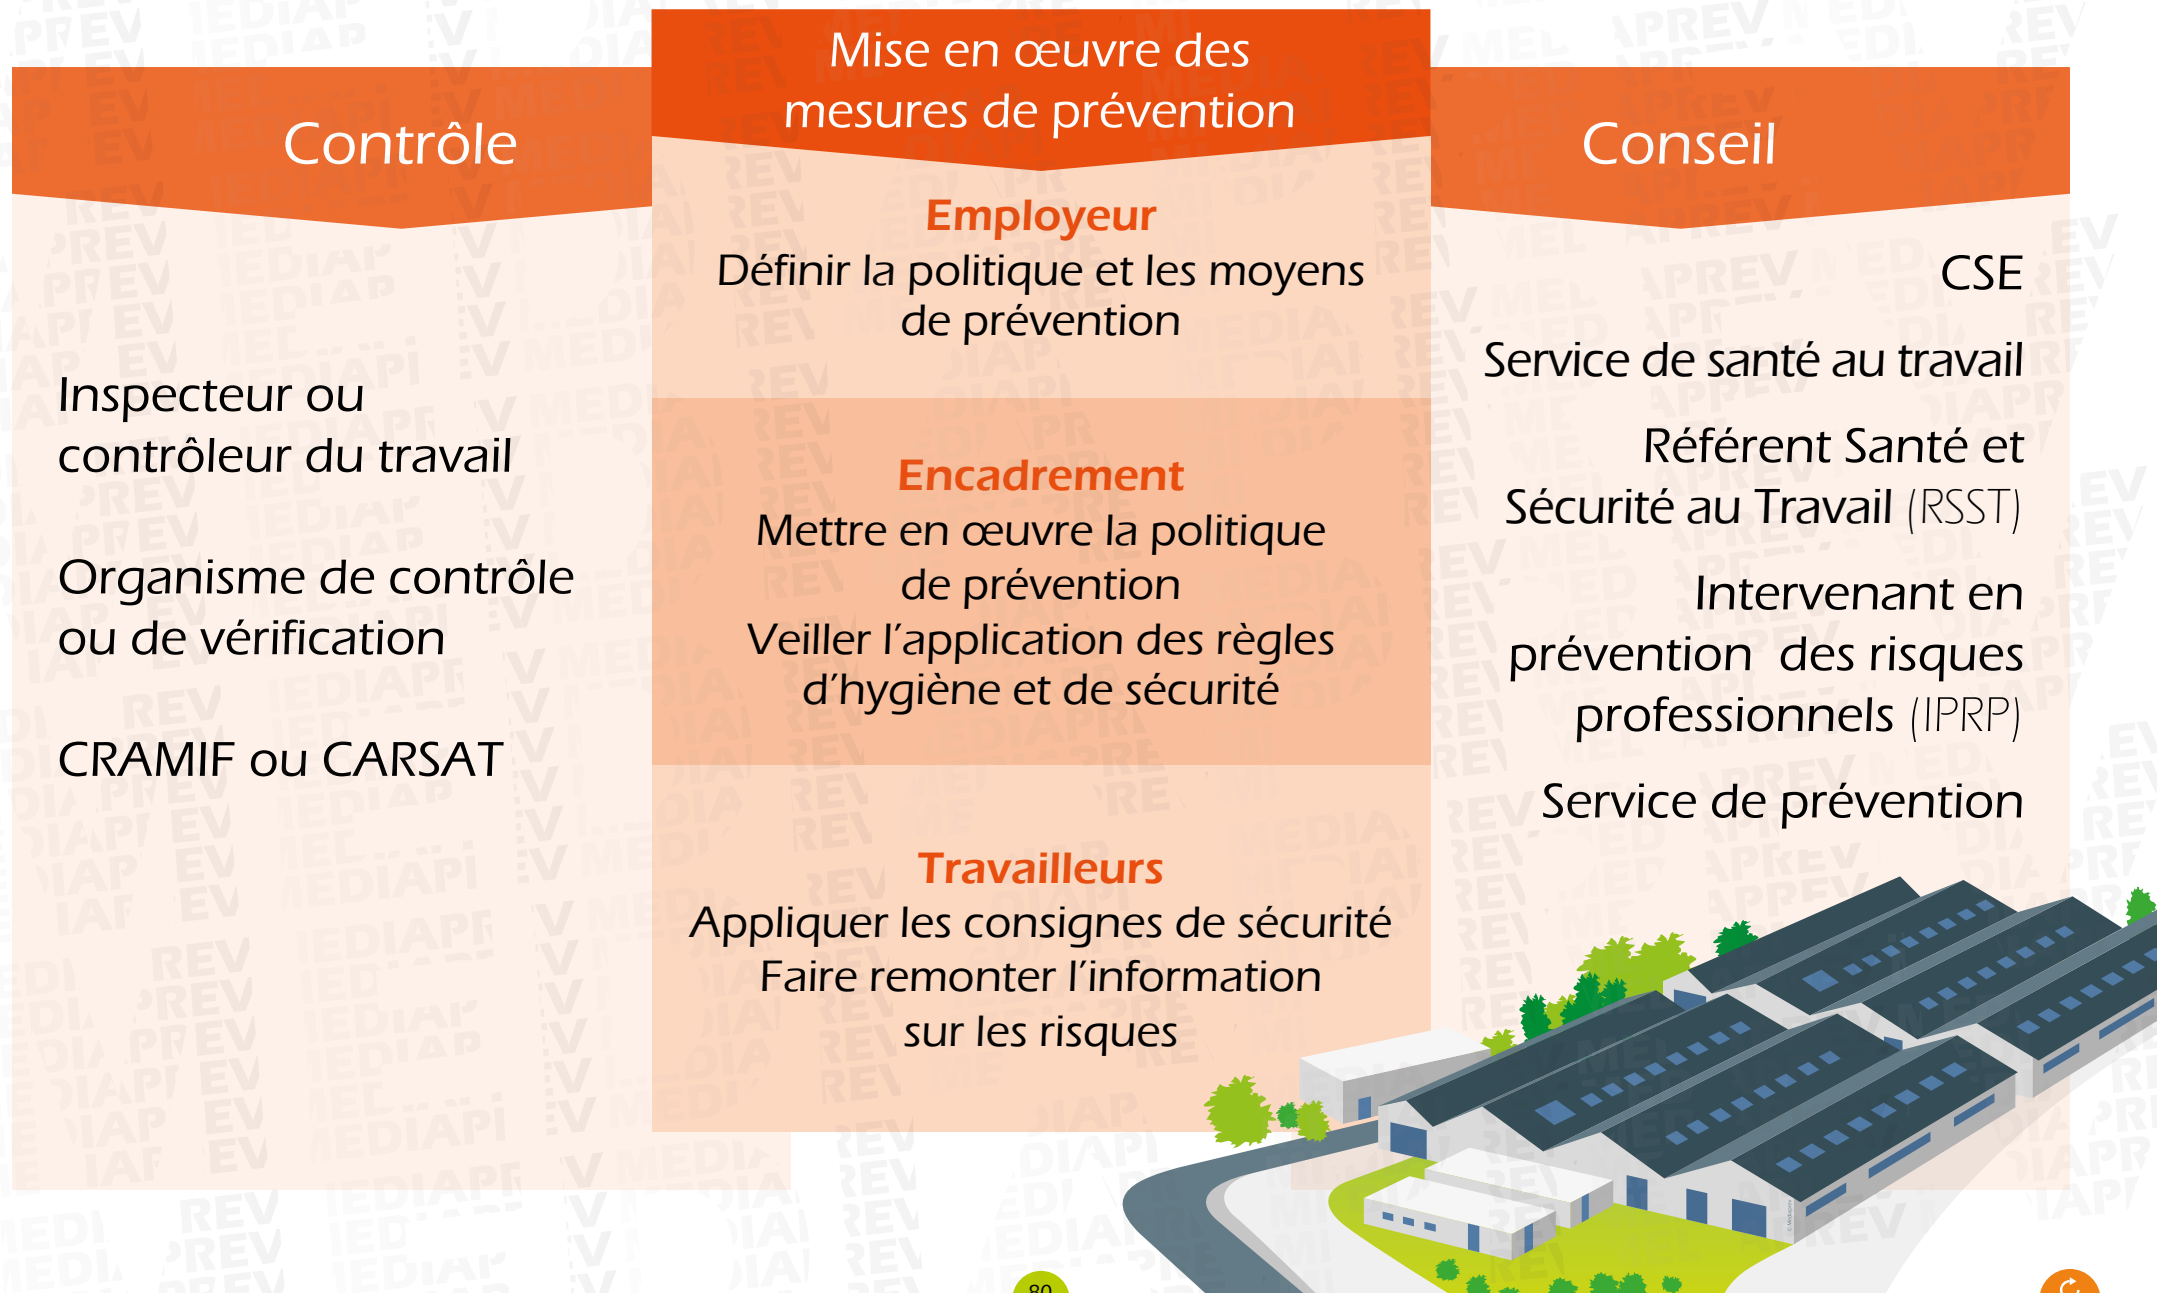 Contrôle
Inspecteur ou
contrôleur du travail
Organisme de contrôle
ou de vérification
CRAMIF ou CARSAT
Mise en œuvre des
mesures de prévention
Employeur
Définir la politique et les moyens
de prévention
Encadrement
Mettre en œuvre la politique
de prévention
Veiller l’application des règles
d’hygiène et de sécurité
Travailleurs
Appliquer les consignes de sécurité
Faire remonter l’information
sur les risques
Conseil
CSE
Service de santé au travail
Référent Santé et
Sécurité au Travail (RSST)
Intervenant en
prévention des risques
professionnels (IPRP)
Service de prévention
80